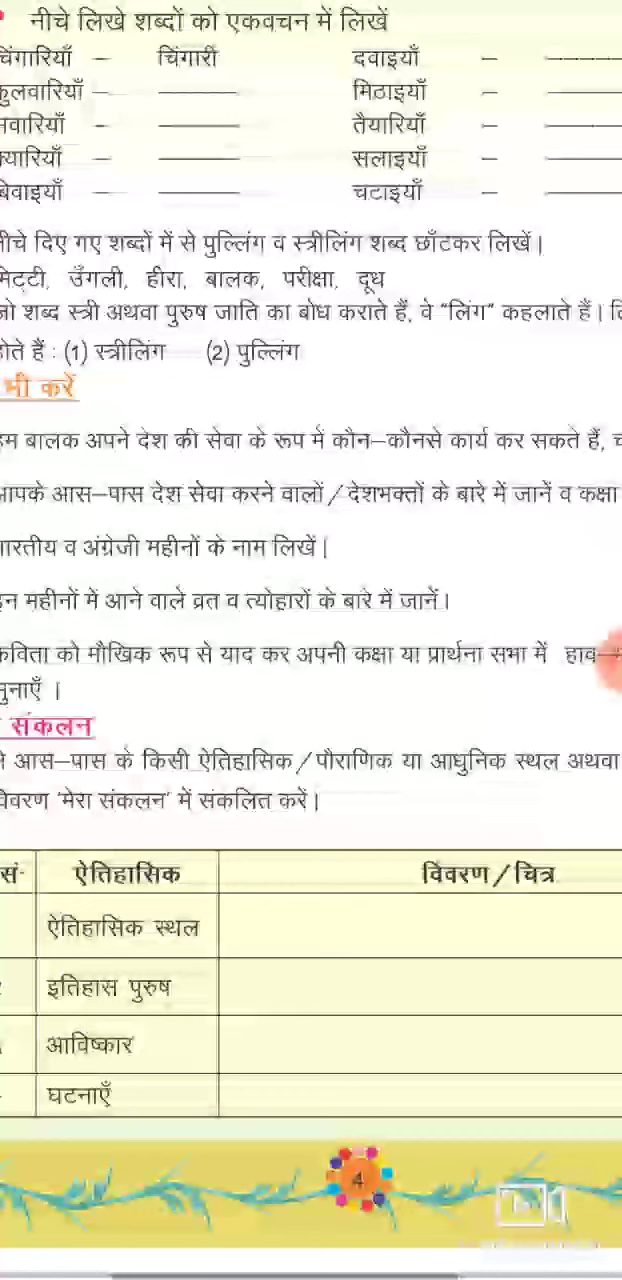 नीचे लिखे शब्दों को एकवचन में लिखें
चिंगारियाँ – चिंगारी दवाइयाँ –
फुलवारियाँ – मिठाइयाँ –
सवारियाँ – तैयारियाँ –
क्यारियाँ – सलाइयाँ –
बेवाइयाँ – चटाइयाँ –
नीचे दिए गए शब्दों में से पुल्लिंग व स्त्रीलिंग शब्द छाँटकर लिखें।
मिट्टी, उँगली, हीरा, बालक, परीक्षा, दूध
जो शब्द स्त्री अथवा पुरुष जाति का बोध कराते हैं, वे “लिंग” कहलाते हैं।
होते हैं : (1) स्त्रीलिंग (2) पुल्लिंग
भी करें
हम बालक अपने देश की सेवा के रूप में कौन–कौनसे कार्य कर सकते हैं,
आपके आस–पास देश सेवा करने वालों/देशभक्तों के बारे में जानें व कक्षा
भारतीय व अंग्रेजी महीनों के नाम लिखें|
इन महीनों में आने वाले व्रत व त्योहारों के बारे में जानें।
कविता को मौखिक रूप से याद कर अपनी कक्षा या प्रार्थना सभा में हाव–
सुनाएँ ।
संकलन
आस–पास के किसी ऐतिहासिक/पौराणिक या आधुनिक स्थल अथवा
विवरण ‘मेरा संकलन’ में संकलित करें।
सं. ऐतिहासिक विवरण/चित्र
ऐतिहासिक स्थल
इतिहास पुरुष
आविष्कार
घटनाएँ
4